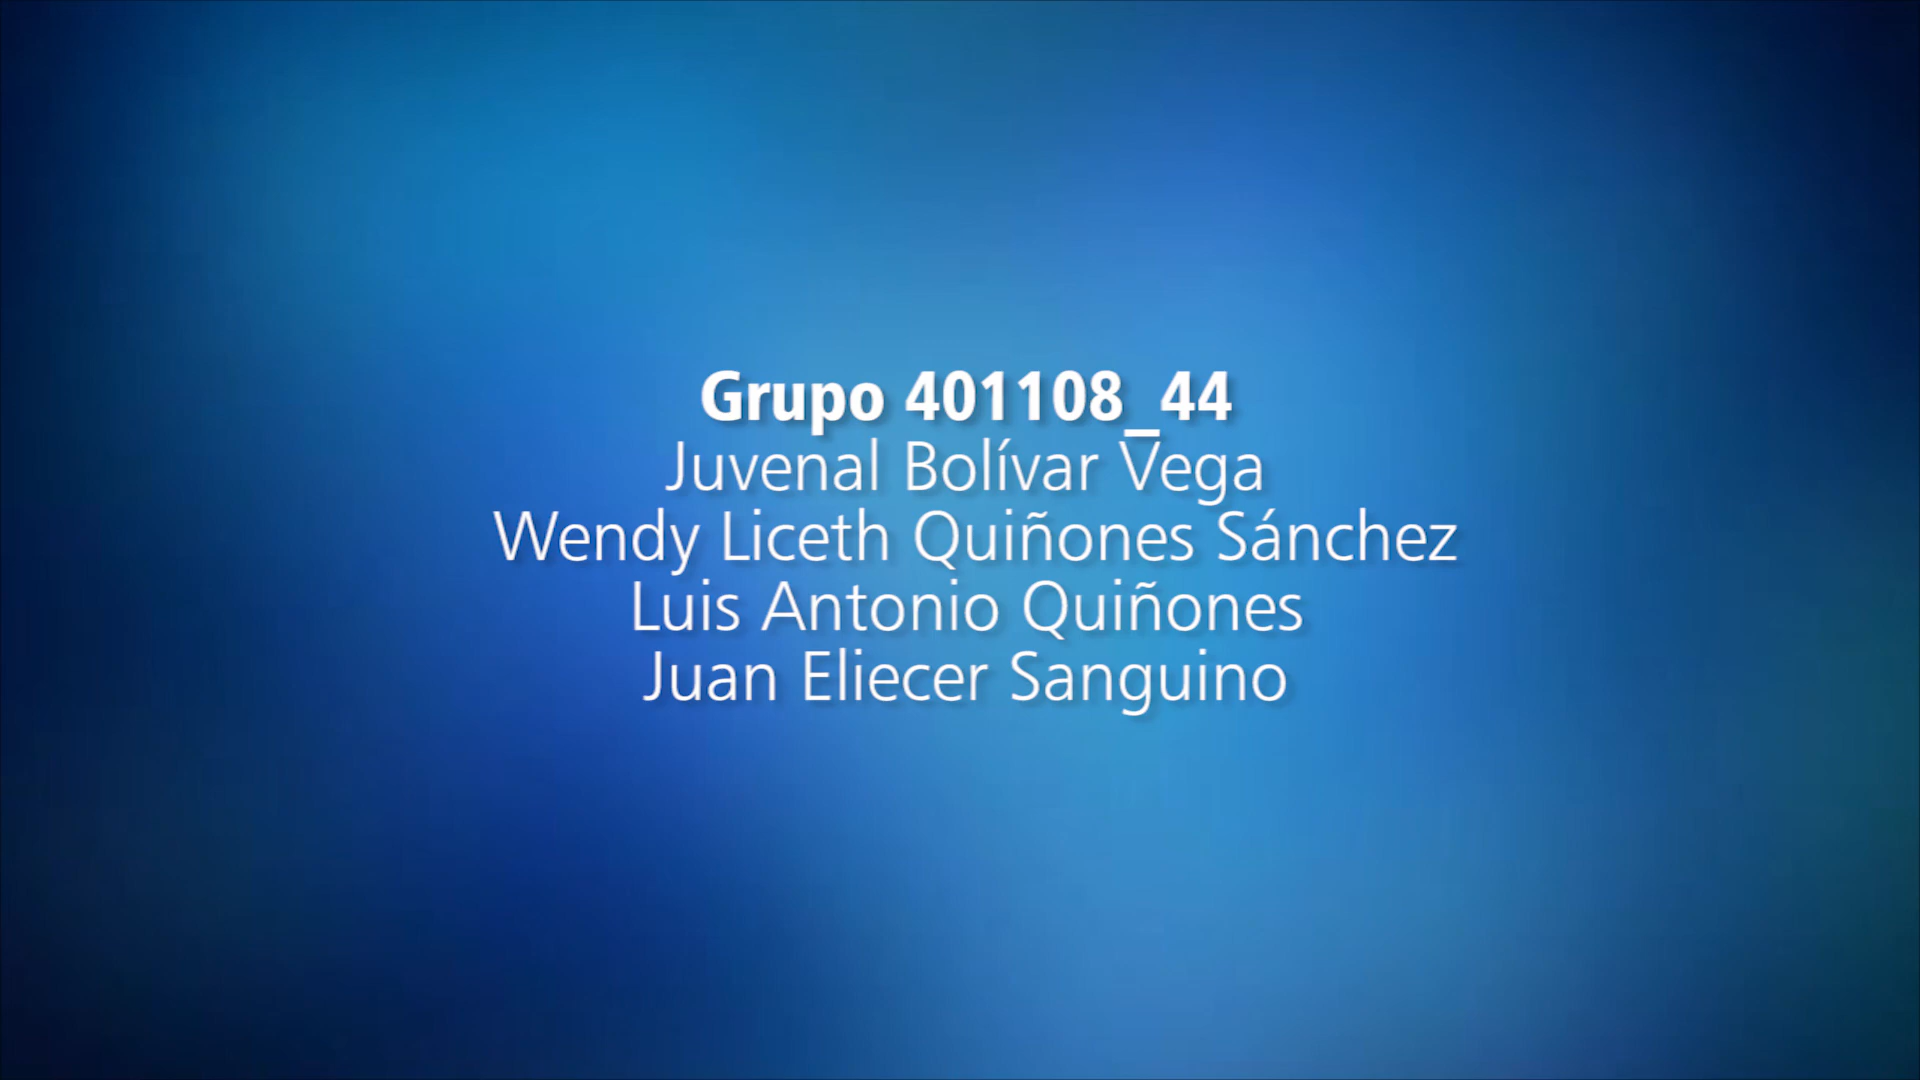 Grupo 401108_44
Juvenal Bolívar Vega
Wendy Liceth Quiñones Sánchez
Luis Antonio Quiñones
Juan Eliecer Sanguino